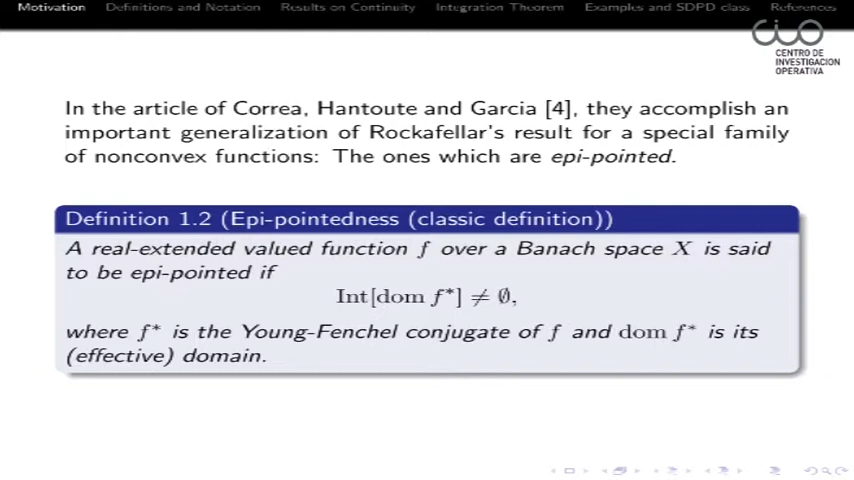 Motivation Definitions and Notation Results on Continuity Integration Theorem Examples and SDPD class References
CENTRO DE
INVESTIGACION
OPERATIVA
In the article of Correa, Hantoute and Garcia [4], they accomplish an
important generalization of Rockafellar's result for a special family
of nonconvex functions: The ones which are epi-pointed.
Definition 1.2 (Epi-pointedness (classic definition))
A real-extended valued function f over a Banach space X is said
to be epi-pointed if
Int[dom f*] ≠ ∅,
where f* is the Young-Fenchel conjugate of f and dom f* is its
(effective) domain.